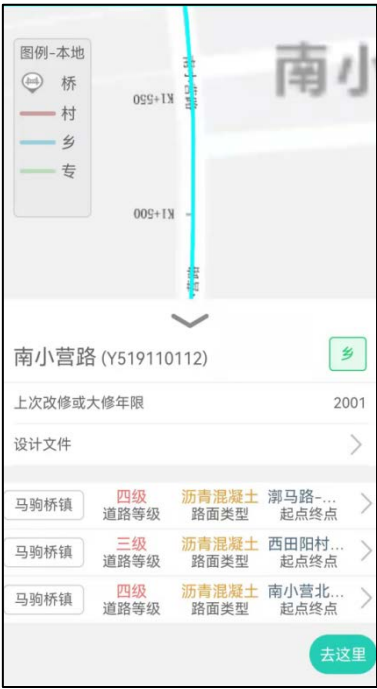 图例-本地
桥
村
乡
专
南小
K1+550
K1+500
南小营路(Y519110112)
乡
上次改修或大修年限 2001
设计文件
马驹桥镇 四级 沥青混凝土 漷马路-...
道路等级 路面类型 起点终点
马驹桥镇 三级 沥青混凝土 西田阳村...
道路等级 路面类型 起点终点
马驹桥镇 四级 沥青混凝土 南小营北...
道路等级 路面类型 起点终点
去这里